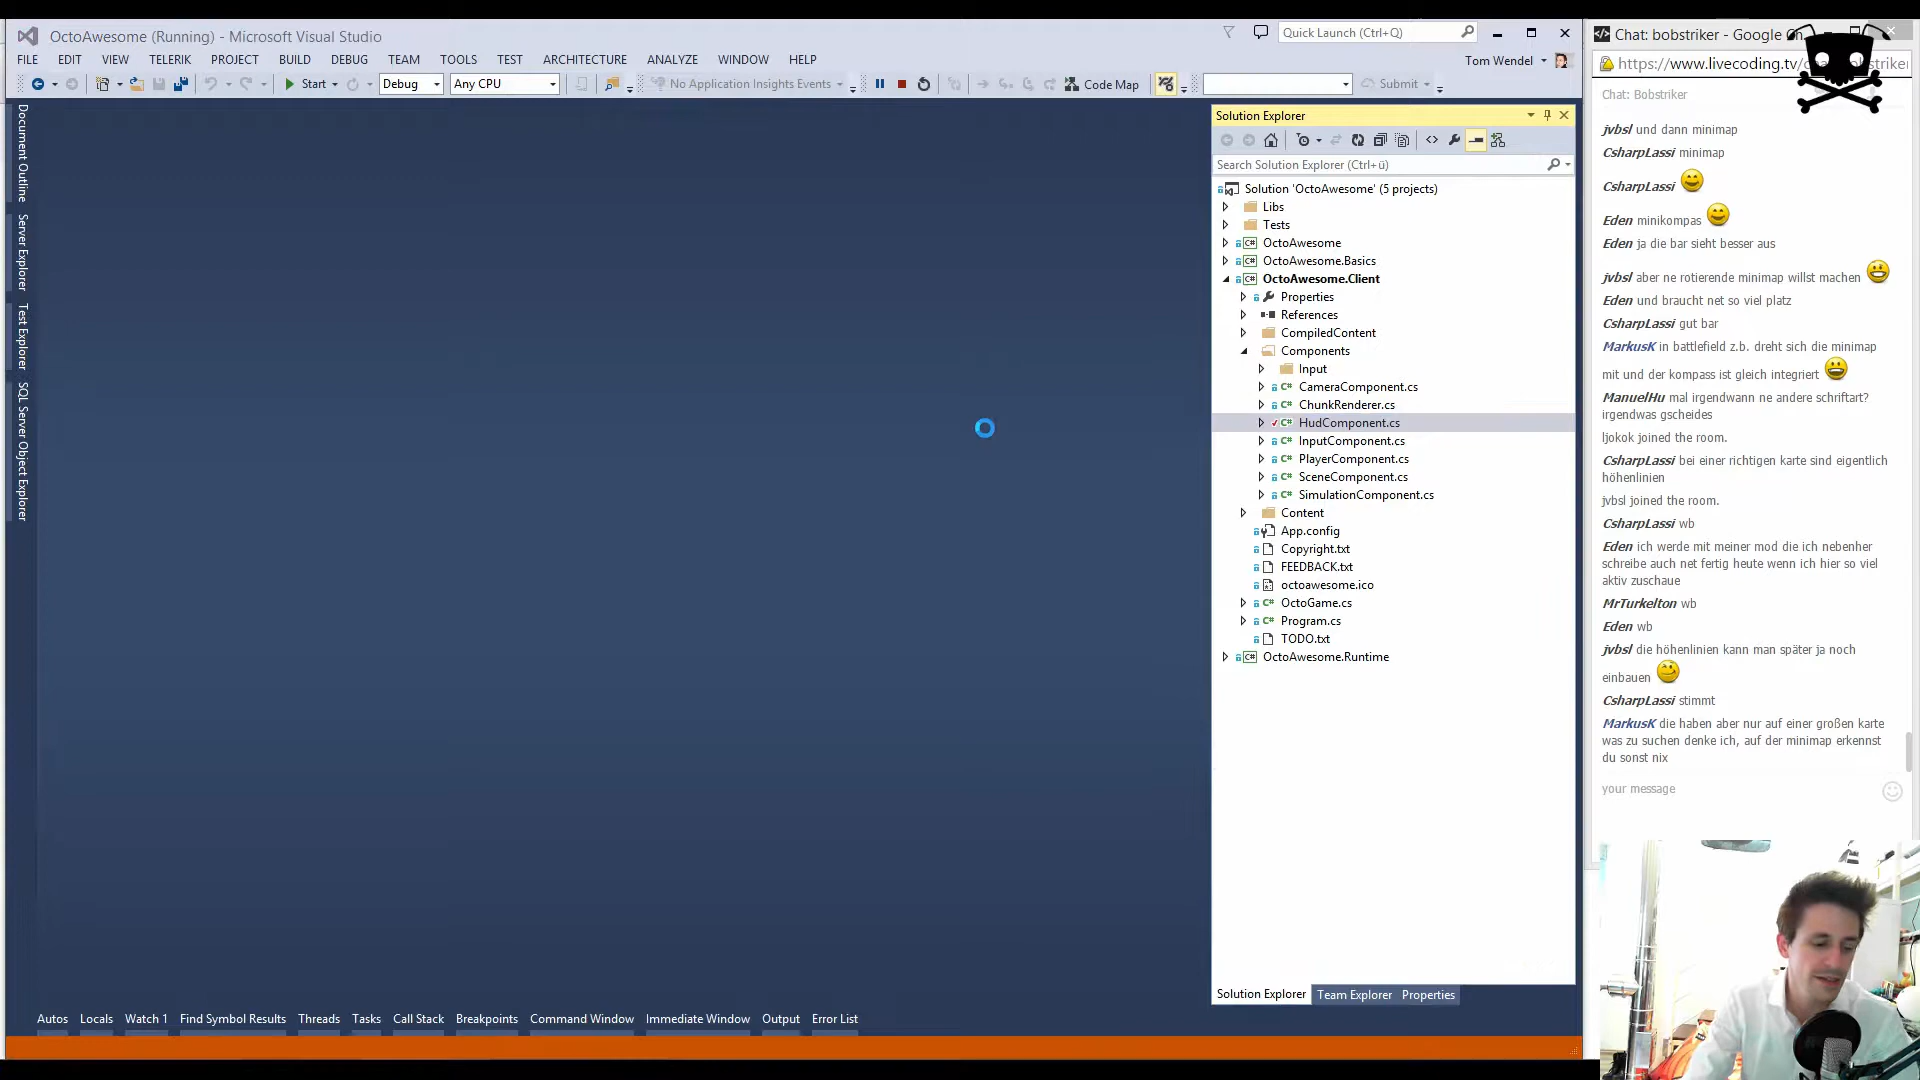 OctoAwesome (Running) - Microsoft Visual Studio
Quick Launch (Ctrl+Q)
FILE EDIT VIEW TELERIK PROJECT BUILD DEBUG TEAM TOOLS TEST ARCHITECTURE ANALYZE WINDOW HELP
Tom Wendel
Start Debug Any CPU No Application Insights Events Code Map Submit
Document Outline
Server Explorer
Test Explorer
SQL Server Object Explorer
Solution Explorer
Search Solution Explorer (Ctrl+ü)
Solution 'OctoAwesome' (5 projects)
Libs
Tests
OctoAwesome
OctoAwesome.Basics
OctoAwesome.Client
Properties
References
CompiledContent
Components
Input
CameraComponent.cs
ChunkRenderer.cs
HudComponent.cs
InputComponent.cs
PlayerComponent.cs
SceneComponent.cs
SimulationComponent.cs
Content
App.config
Copyright.txt
FEEDBACK.txt
octoawesome.ico
OctoGame.cs
Program.cs
TODO.txt
OctoAwesome.Runtime
Solution Explorer Team Explorer Properties
Autos Locals Watch 1 Find Symbol Results Threads Tasks Call Stack Breakpoints Command Window Immediate Window Output Error List
Chat: bobstriker - Google
https://www.livecoding.tv/
Chat: Bobstriker
jvbsl und dann minimap
CsharpLassi minimap
CsharpLassi
Eden minikompas
Eden ja die bar sieht besser aus
jvbsl aber ne rotierende minimap willst machen
Eden und braucht net so viel platz
CsharpLassi gut bar
MarkusK in battlefield z.b. dreht sich die minimap
mit und der kompass ist gleich integriert
ManuelHu mal irgendwann ne andere schriftart?
irgendwas gscheides
ljokok joined the room.
CsharpLassi bei einer richtigen karte sind eigentlich
höhenlinien
jvbsl joined the room.
CsharpLassi wb
Eden ich werde mit meiner mod die ich nebenher
schreibe auch net fertig heute wenn ich hier so viel
aktiv zuschaue
MrTurkelton wb
Eden wb
jvbsl die höhenlinien kann man später ja noch
einbauen
CsharpLassi stimmt
MarkusK die haben aber nur auf einer großen karte
was zu suchen denke ich, auf der minimap erkennst
du sonst nix
your message